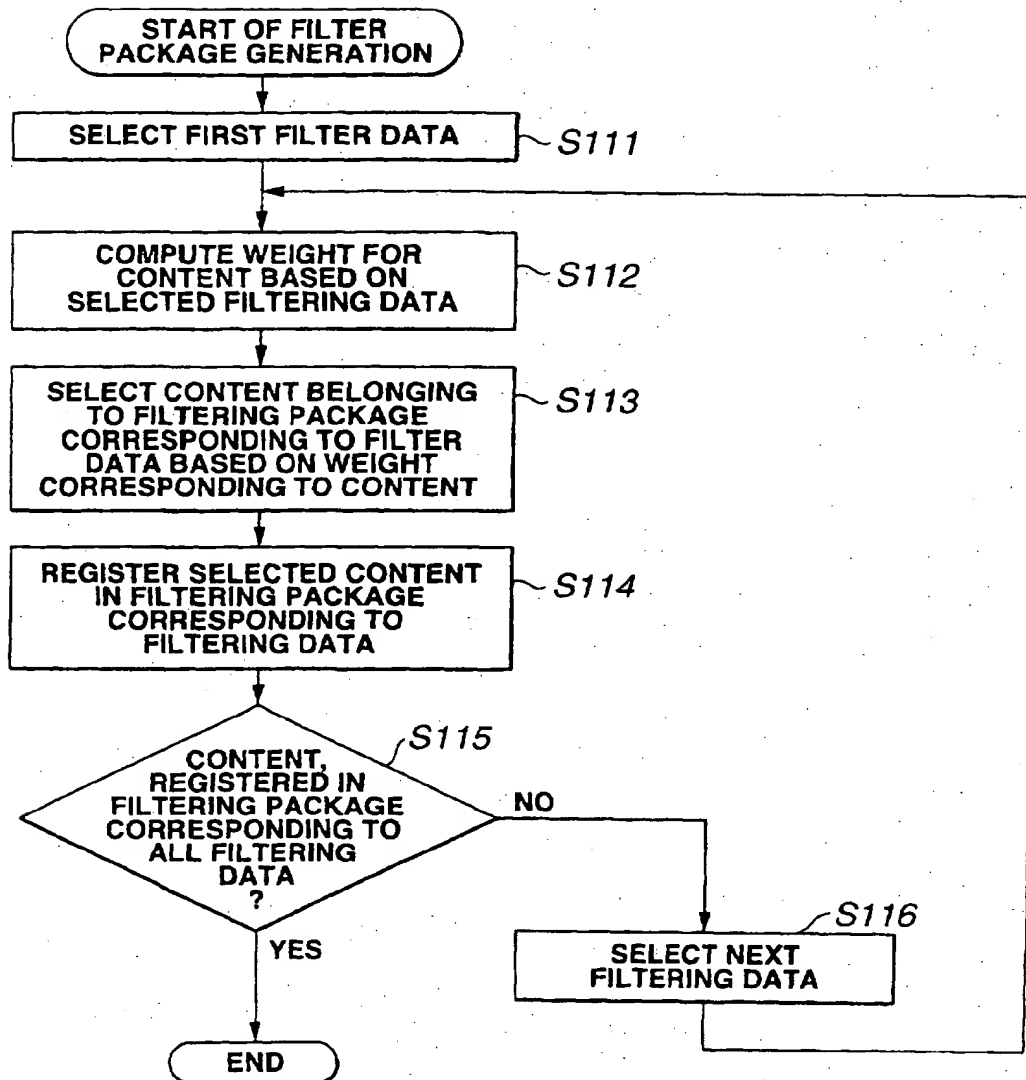 START OF FILTER
PACKAGE GENERATION
SELECT FIRST FILTER DATA
S111
COMPUTE WEIGHT FOR
CONTENT BASED ON
SELECTED FILTERING DATA
S112
SELECT CONTENT BELONGING
TO FILTERING PACKAGE
CORRESPONDING TO FILTER
DATA BASED ON WEIGHT
CORRESPONDING TO CONTENT
S113
REGISTER SELECTED CONTENT
IN FILTERING PACKAGE
CORRESPONDING TO
FILTERING DATA
S114
S115
CONTENT,
REGISTERED IN
FILTERING PACKAGE
CORRESPONDING TO
ALL FILTERING
DATA
?
NO
YES
S116
SELECT NEXT
FILTERING DATA
END